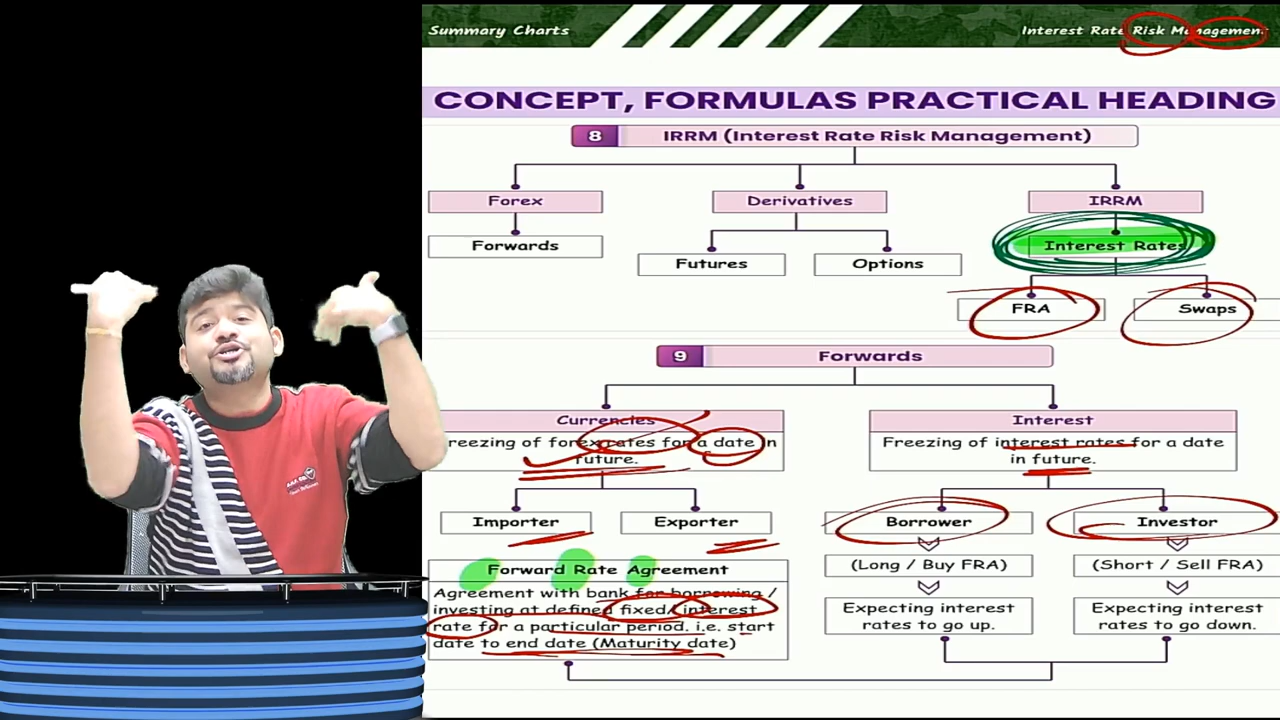 Summary Charts
Interest Rate Risk Management
CONCEPT, FORMULAS PRACTICAL HEADING
8 IRRM (Interest Rate Risk Management)
Forex
Derivatives
IRRM
Forwards
Futures
Options
Interest Rates
FRA
Swaps
9 Forwards
Currencies
reezing of forex rates for a date in
future.
Interest
Freezing of interest rates for a date
in future.
Importer
Exporter
Borrower
Investor
(Long / Buy FRA)
(Short / Sell FRA)
Expecting interest
rates to go up.
Expecting interest
rates to go down.
Forward Rate Agreement
Agreement with bank for borrowing /
investing at defined fixed/ interest
rate for a particular period. i.e. start
date to end date (Maturity date)